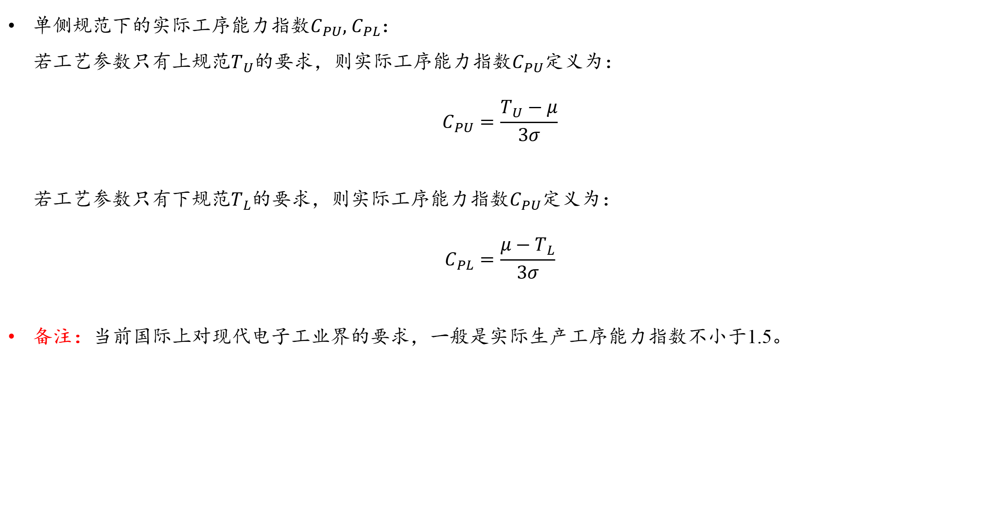 • 单侧规范下的实际工序能力指数$C_{PU}, C_{PL}$：
若工艺参数只有上规范$T_U$的要求，则实际工序能力指数$C_{PU}$定义为：
$C_{PU} = \frac{T_U - \mu}{3\sigma}$
若工艺参数只有下规范$T_L$的要求，则实际工序能力指数$C_{PU}$定义为：
$C_{PL} = \frac{\mu - T_L}{3\sigma}$
• 备注：当前国际上对现代电子工业界的要求，一般是实际生产工序能力指数不小于1.5。